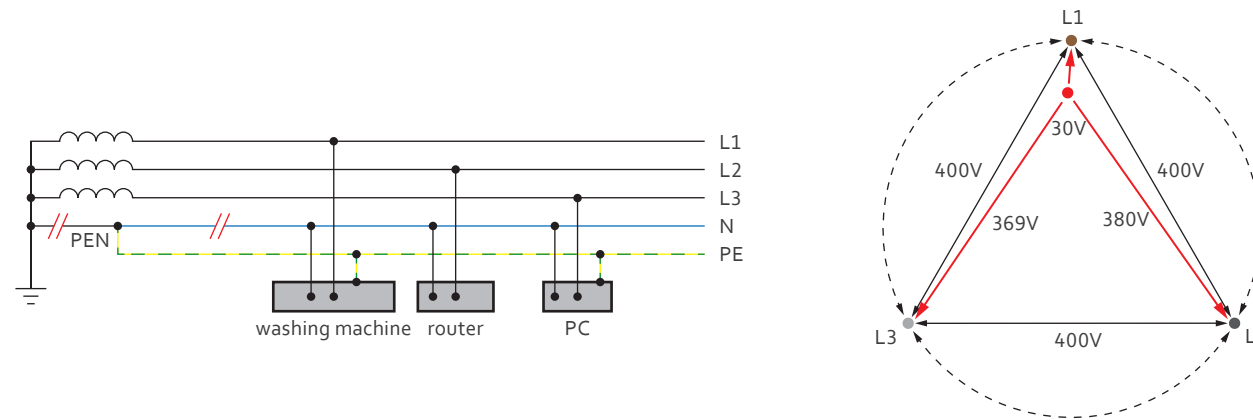 L1
L2
L3
N
PE
PEN
washing machine
router
PC
L1
30V
400V
400V
369V
380V
L3
400V
L